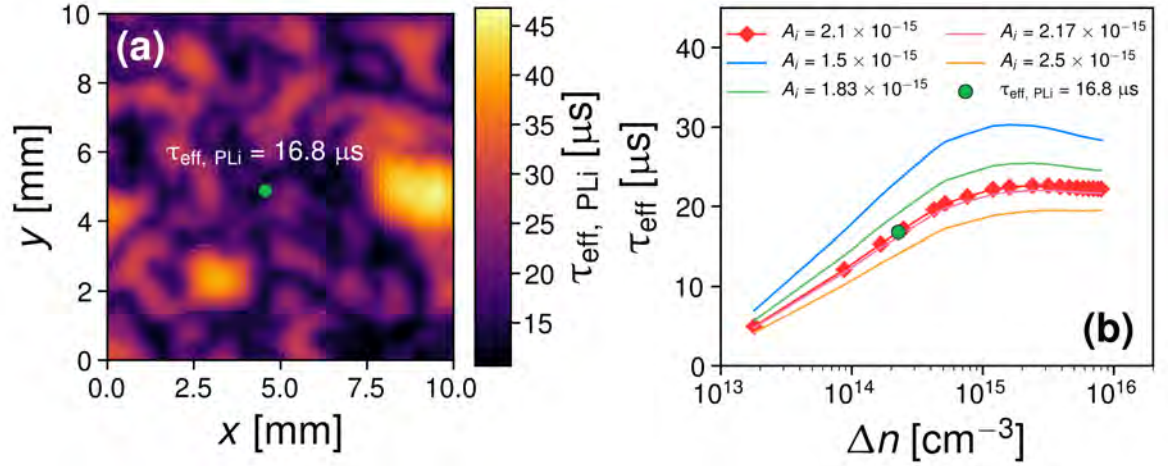 (a)
τeff, PLi = 16.8 μs
10
8
6
4
2
0
y [mm]
0.0 2.5 5.0 7.5 10.0
x [mm]
45
40
35
30
25
20
15
τeff, PLi [μs]
(b)
Ai = 2.1 × 10⁻¹⁵
Ai = 1.5 × 10⁻¹⁵
Ai = 1.83 × 10⁻¹⁵
Ai = 2.17 × 10⁻¹⁵
Ai = 2.5 × 10⁻¹⁵
τeff, PLi = 16.8 μs
40
30
20
10
0
τeff [μs]
10¹³ 10¹⁴ 10¹⁵ 10¹⁶
Δn [cm⁻³]